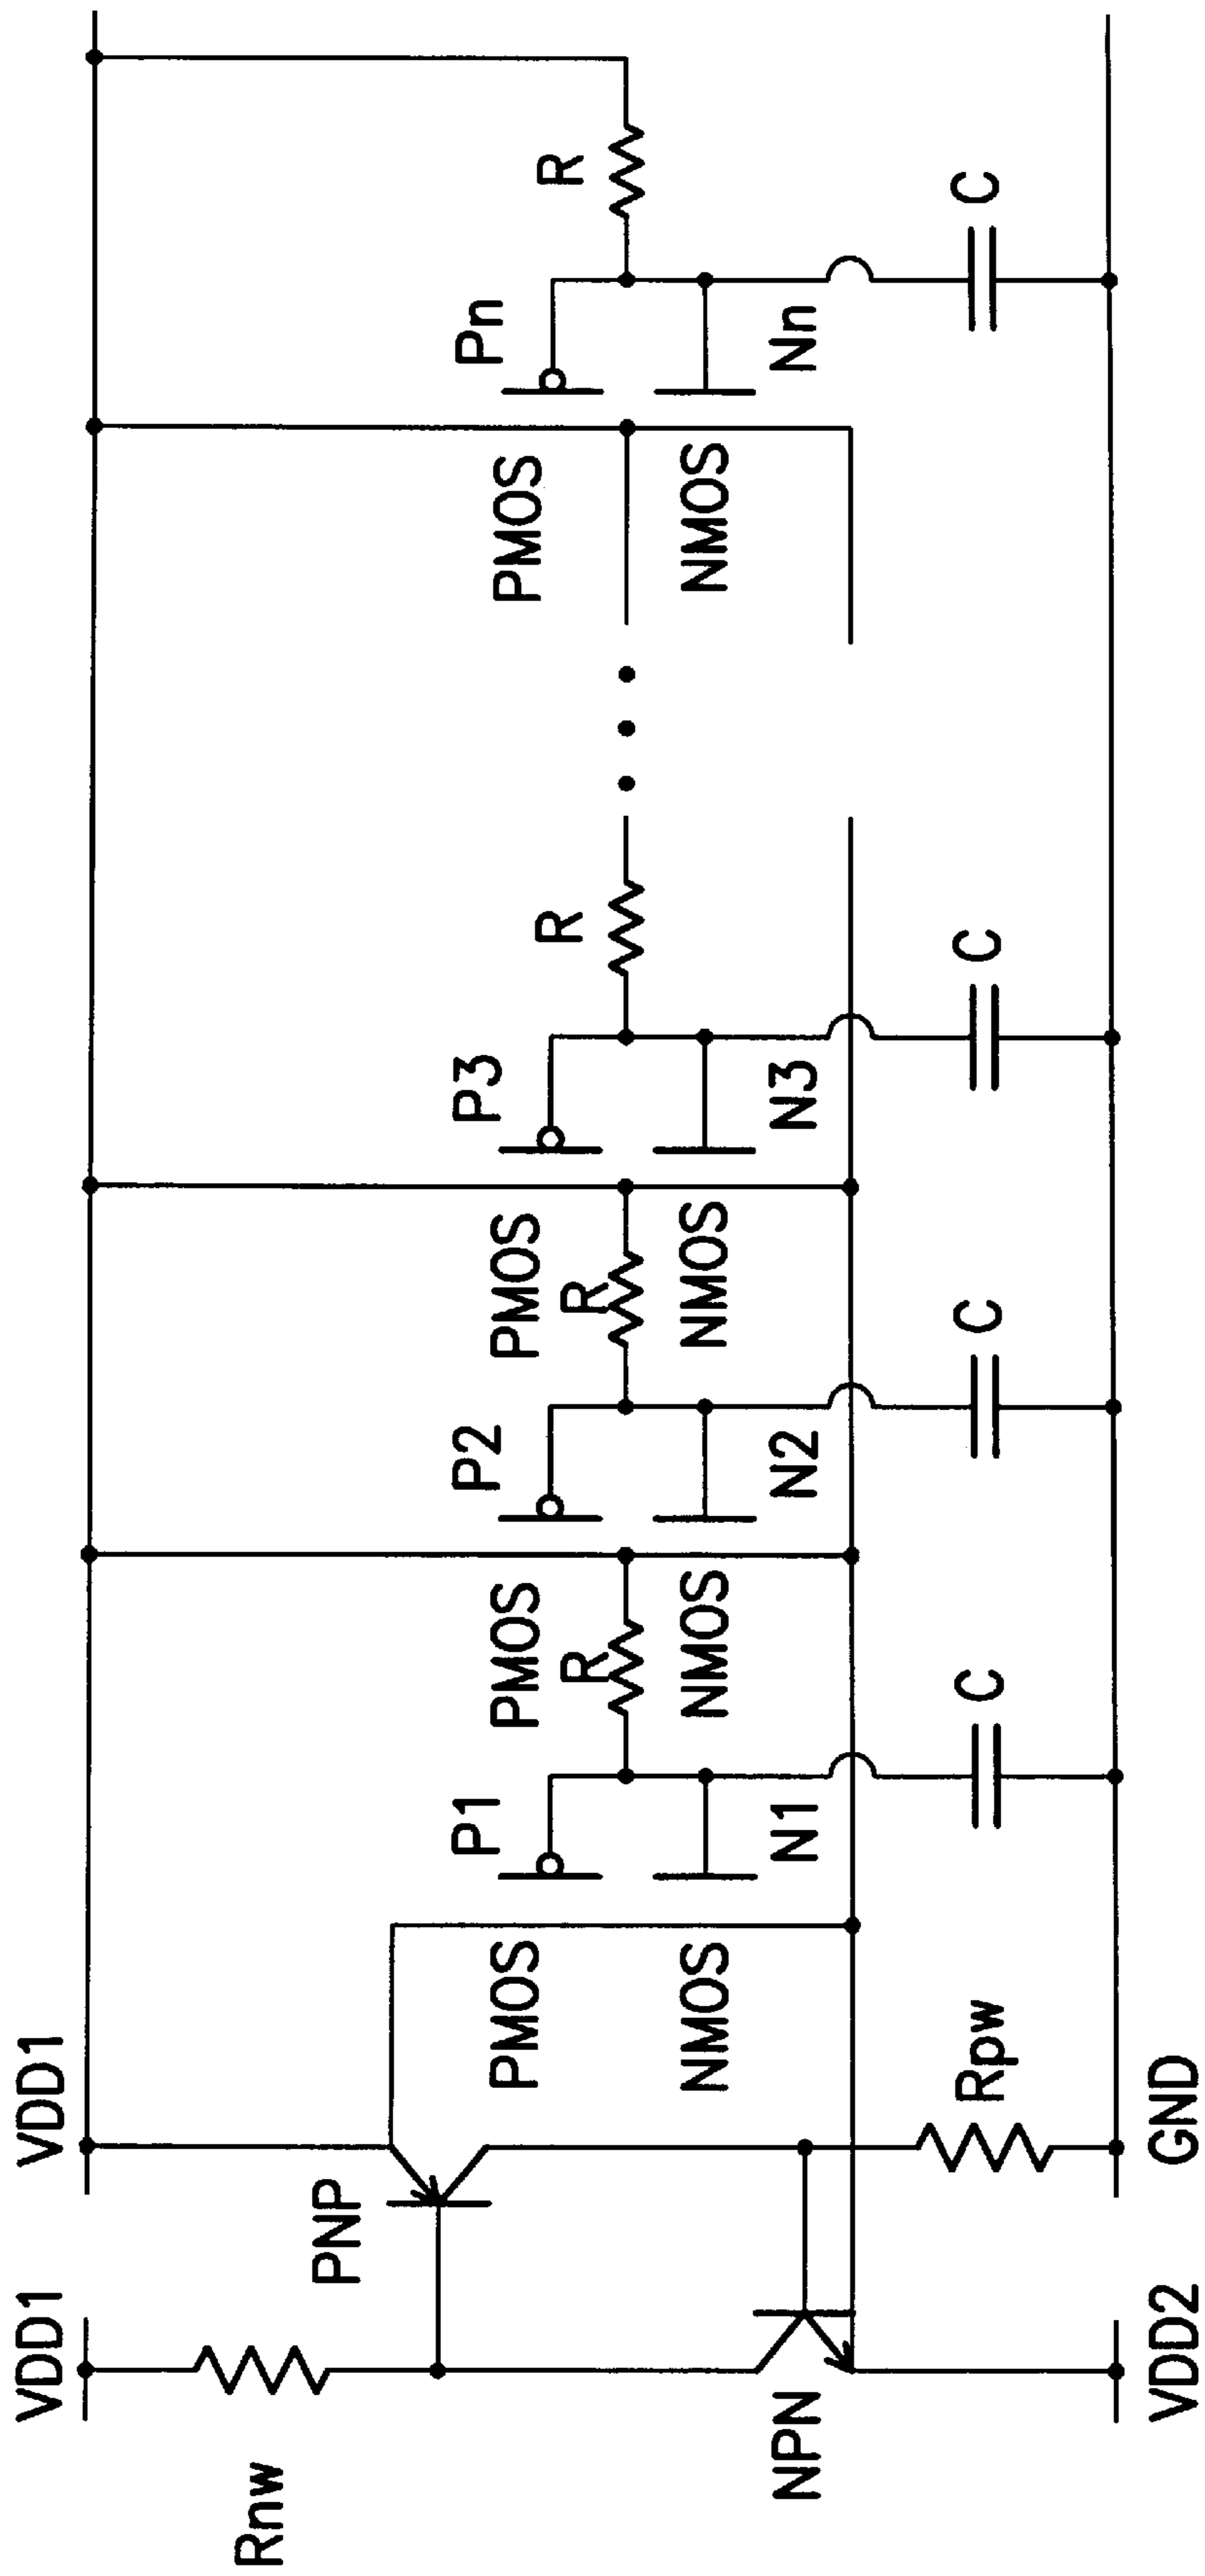 VDD1
VDD1
Rnw
PNP
P1
P2
P3
Pn
PMOS
PMOS
PMOS
PMOS
R
R
R
R
NMOS
NMOS
NMOS
NMOS
NPN
N1
N2
N3
Nn
Rpw
C
C
C
C
VDD2
GND